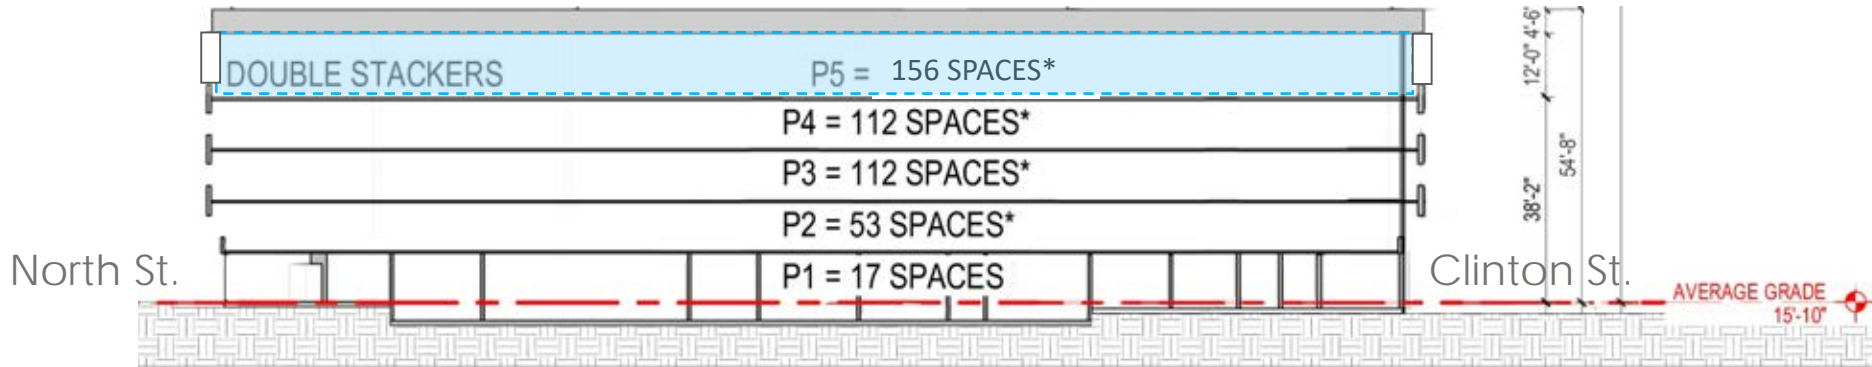 DOUBLE STACKERS P5 = 156 SPACES*
P4 = 112 SPACES*
P3 = 112 SPACES*
P2 = 53 SPACES*
P1 = 17 SPACES
North St.
Clinton St.
4'-6"
12'-0"
54'-8"
38'-2"
AVERAGE GRADE
15'-10"